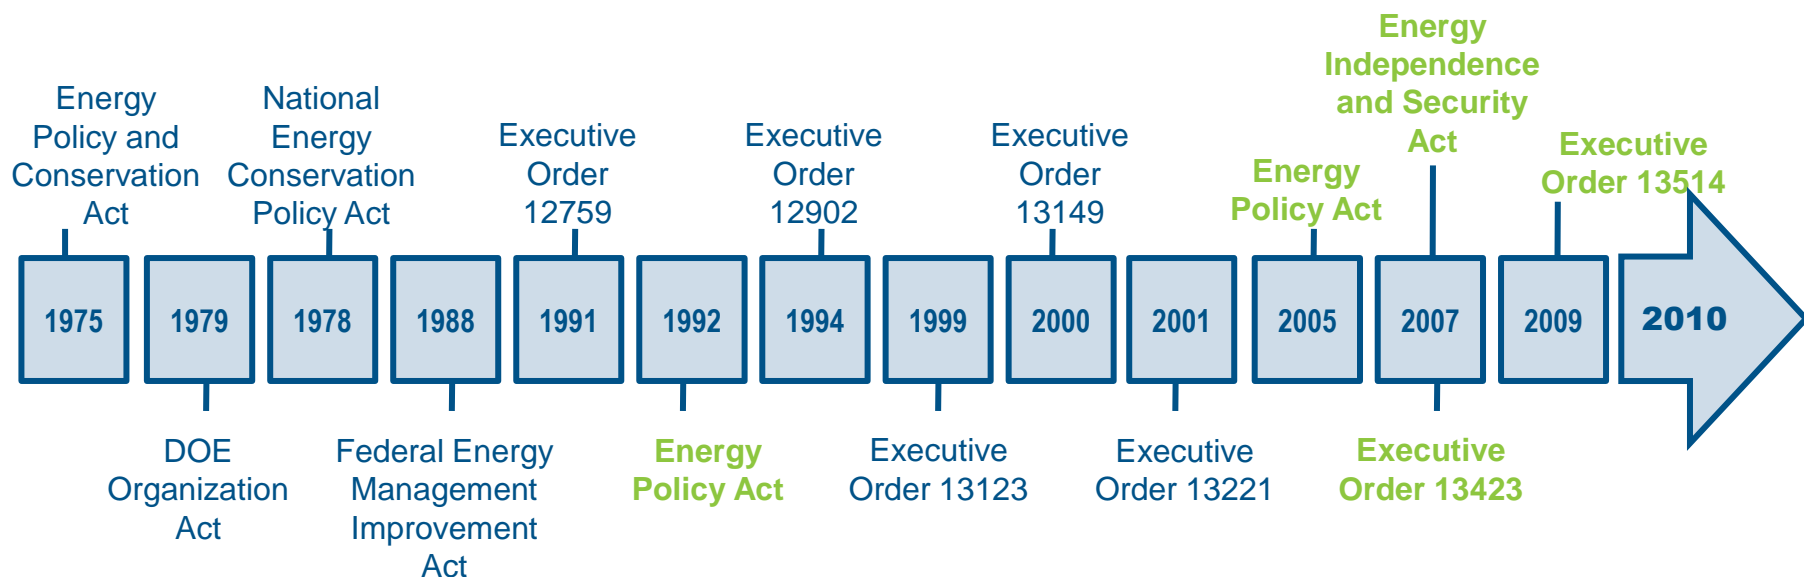 Energy
Policy and
Conservation
Act
National
Energy
Conservation
Policy Act
Executive
Order
12759
Executive
Order
12902
Executive
Order
13149
Energy
Policy Act
Energy
Independence
and Security
Act
Executive
Order 13514
1975
1979
1978
1988
1991
1992
1994
1999
2000
2001
2005
2007
2009
2010
DOE
Organization
Act
Federal Energy
Management
Improvement
Act
Energy
Policy Act
Executive
Order 13123
Executive
Order 13221
Executive
Order 13423